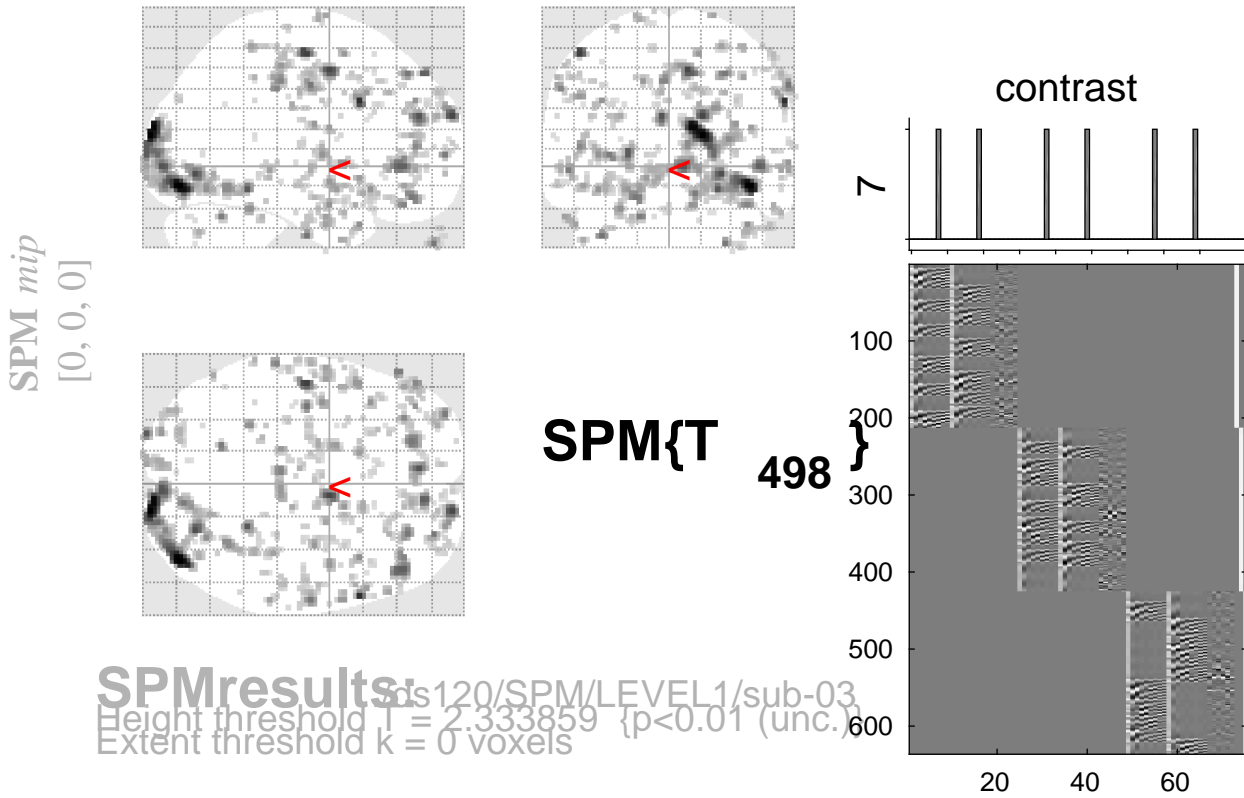 SPM mip
[0, 0, 0]
<
<
<
SPM{T 498 }
contrast
7
100
200
300
400
500
600
20 40 60
SPMresults: /ds120/SPM/LEVEL1/sub-03
Height threshold T = 2.333859 {p<0.01 (unc.)}
Extent threshold k = 0 voxels